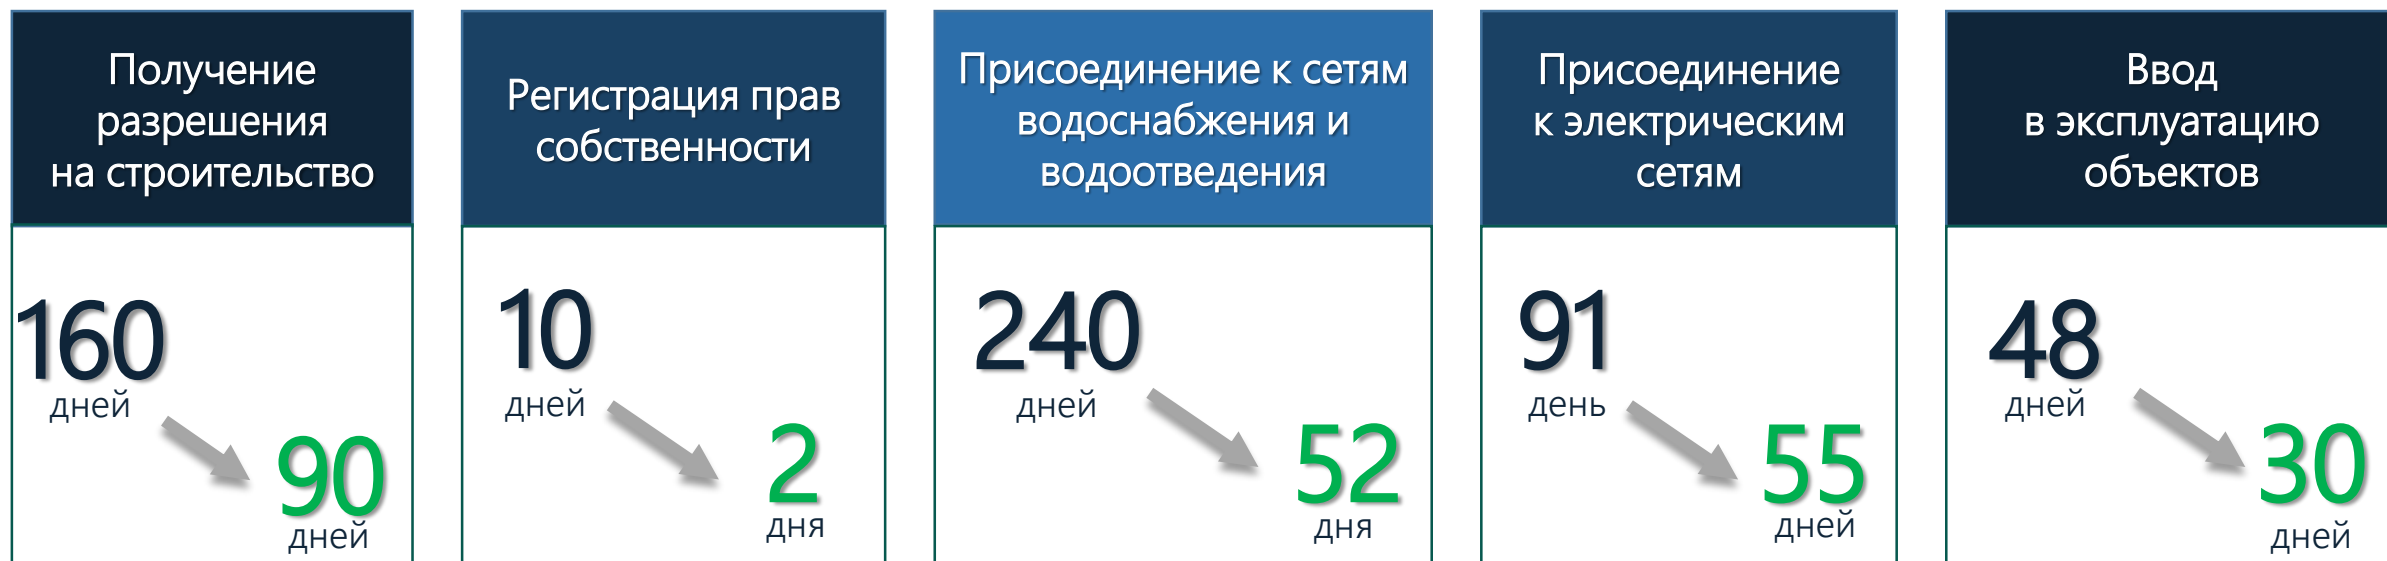 Получение
разрешения
на строительство
160
дней
90
дней
Регистрация прав
собственности
10
дней
2
дня
Присоединение к сетям
водоснабжения и
водоотведения
240
дней
52
дня
Присоединение
к электрическим
сетям
91
день
55
дней
Ввод
в эксплуатацию
объектов
48
дней
30
дней